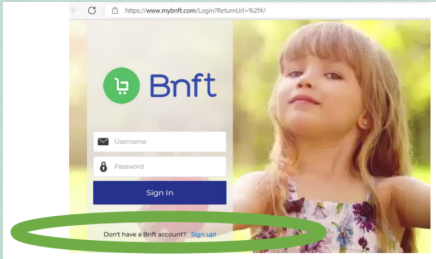 https://www.mybnft.com/Login?ReturnUrl=%2f#/
Bnft
Username
Password
Sign In
Don't have a Bnft account? Sign up!